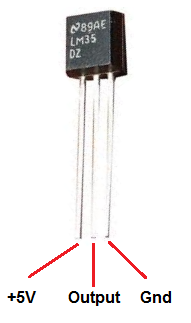 89AE
LM35
DZ
+5V Output Gnd